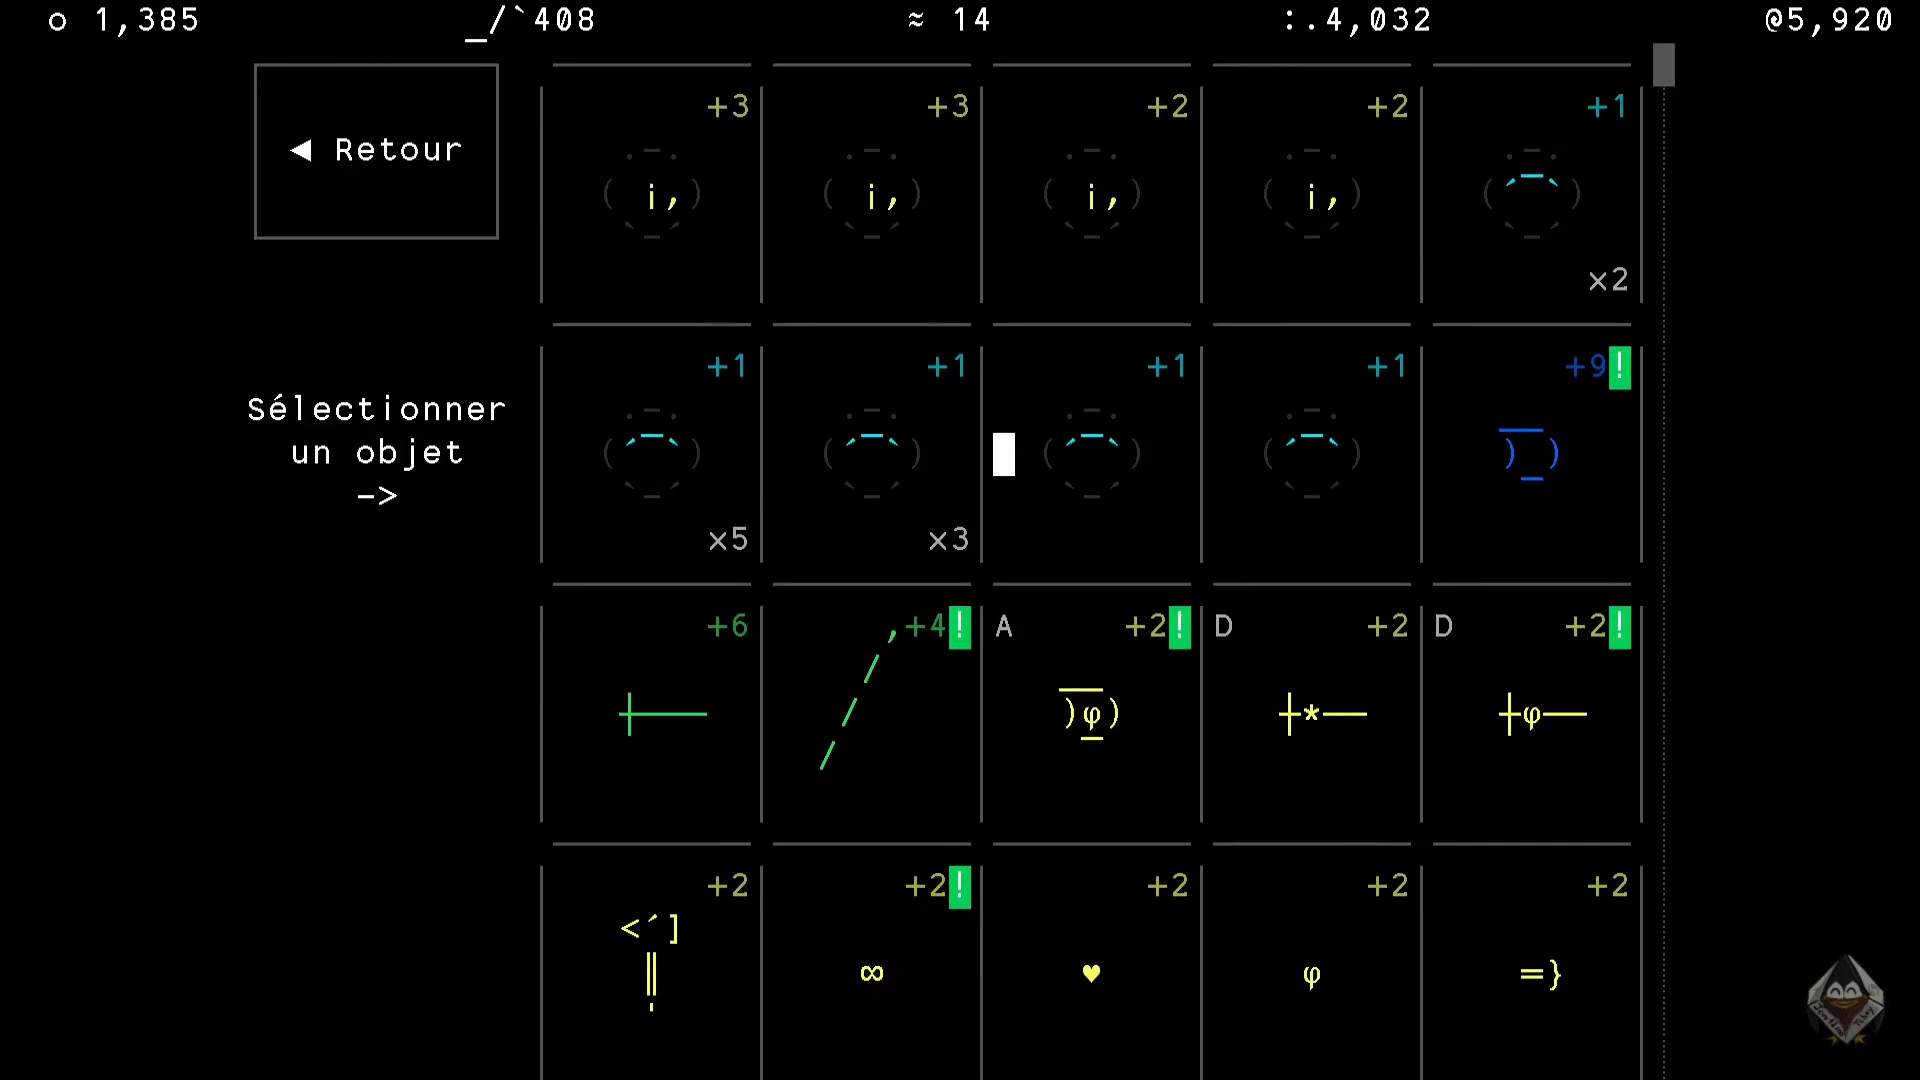 o 1,385 _/`408 ≈ 14 :.4,032 @5,920
◀ Retour
+3 +3 +2 +2 +1
i, i, i, i,
×2
Sélectionner
un objet
->
+1 +1 +1 +1 +9!
×5 ×3
+6 +4! A +2! D +2 D +2!
)φ) ┼*── ┼φ──
+2 +2! +2 +2 +2
<´]
∞ ♥ φ =}